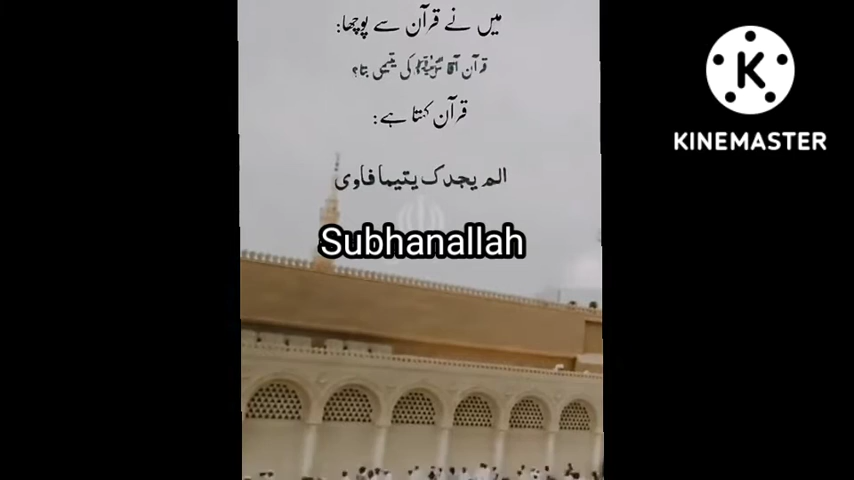 میں نے قرآن سے پوچھا:
قرآن آقا ﷺ کی یتیمی بتا؟
قرآن کہتا ہے:
الم یجدک یتیما فاوی
Subhanallah
K
KINEMASTER